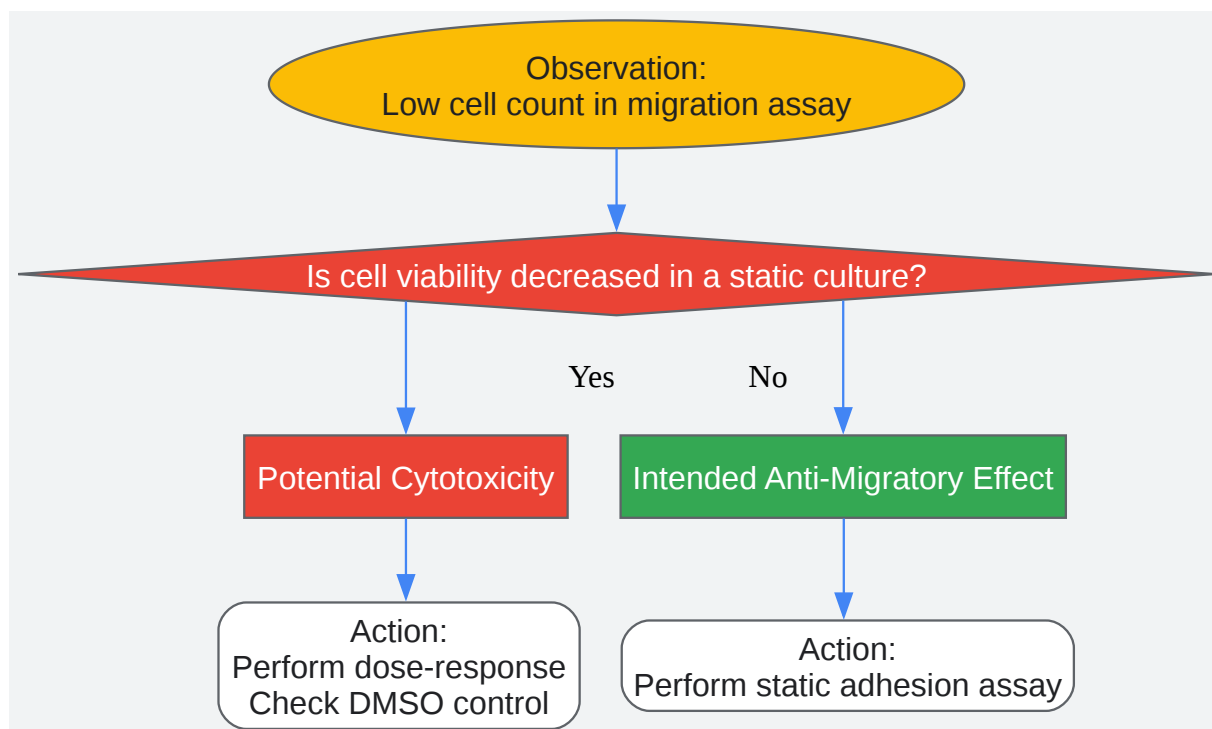 Observation:
Low cell count in migration assay
Is cell viability decreased in a static culture?
Yes
No
Potential Cytotoxicity
Intended Anti-Migratory Effect
Action:
Perform dose-response
Check DMSO control
Action:
Perform static adhesion assay